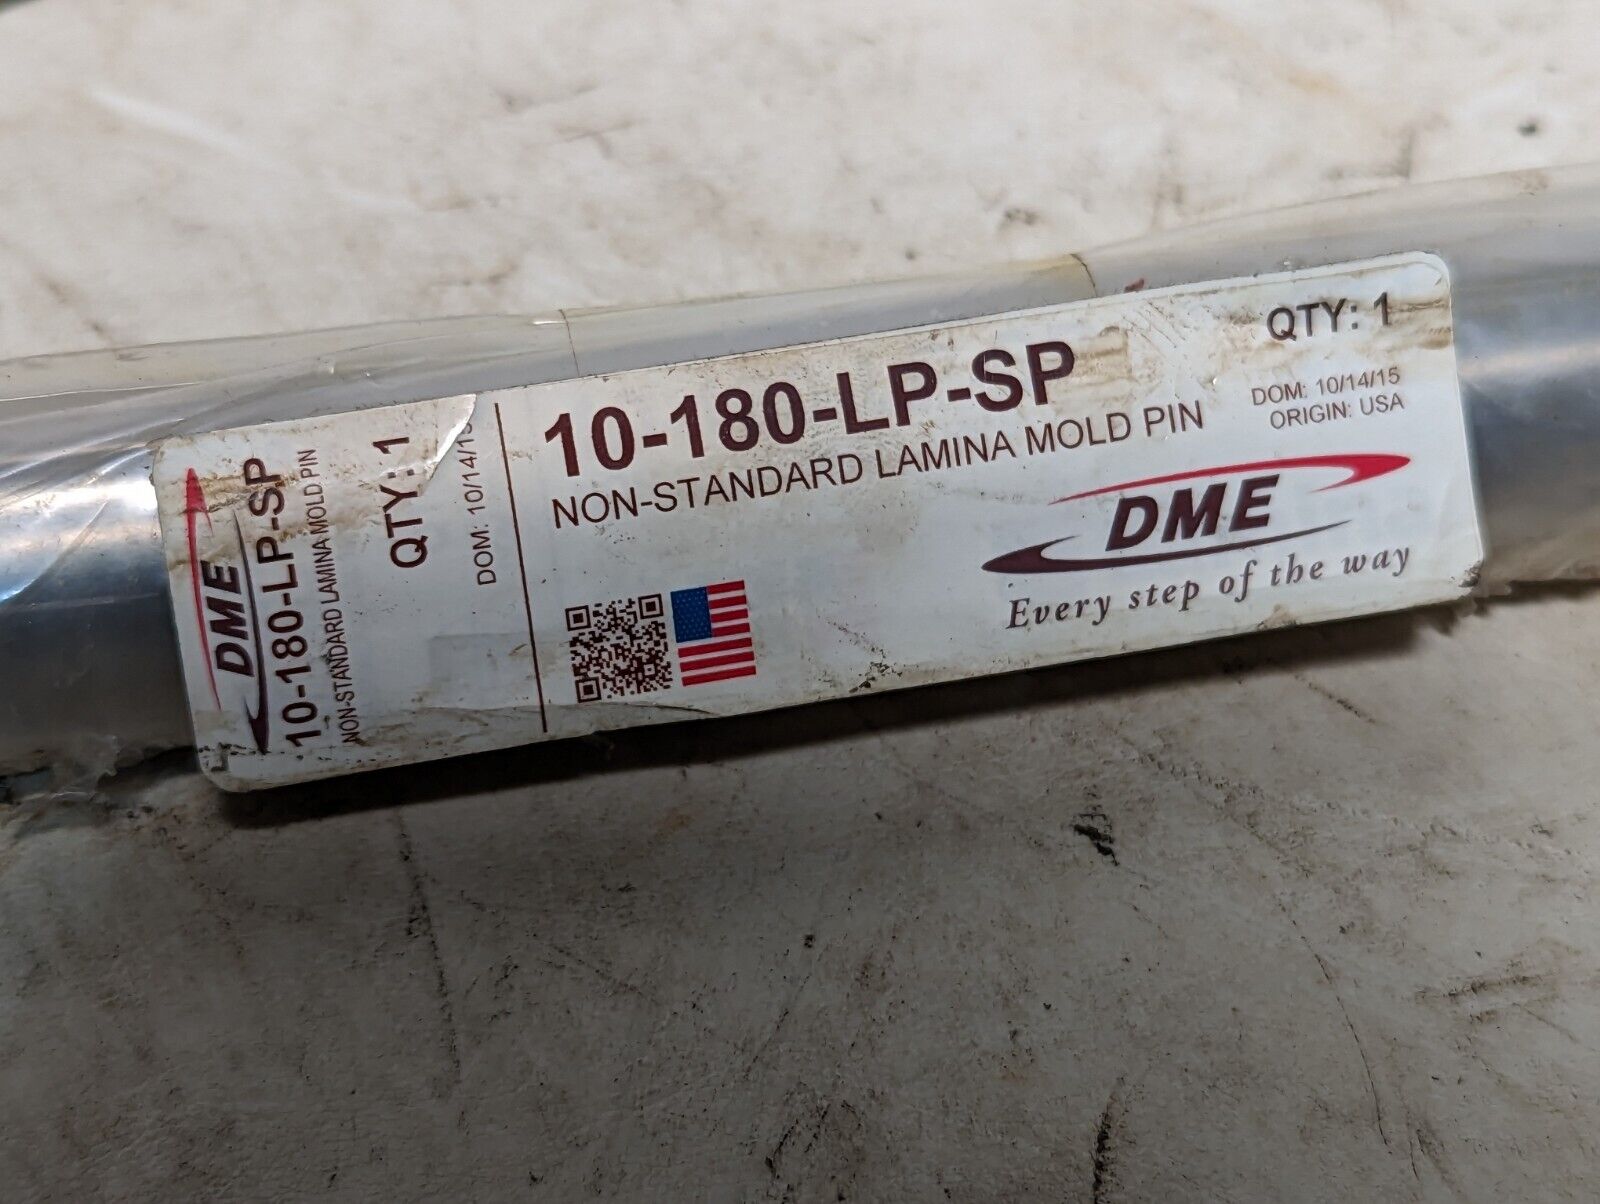 DME
10-180-LP-SP
NON-STANDARD LAMINA MOLD PIN
QTY: 1
DOM: 10/14/15
10-180-LP-SP
NON-STANDARD LAMINA MOLD PIN
QTY: 1
DOM: 10/14/15
ORIGIN: USA
DME
Every step of the way